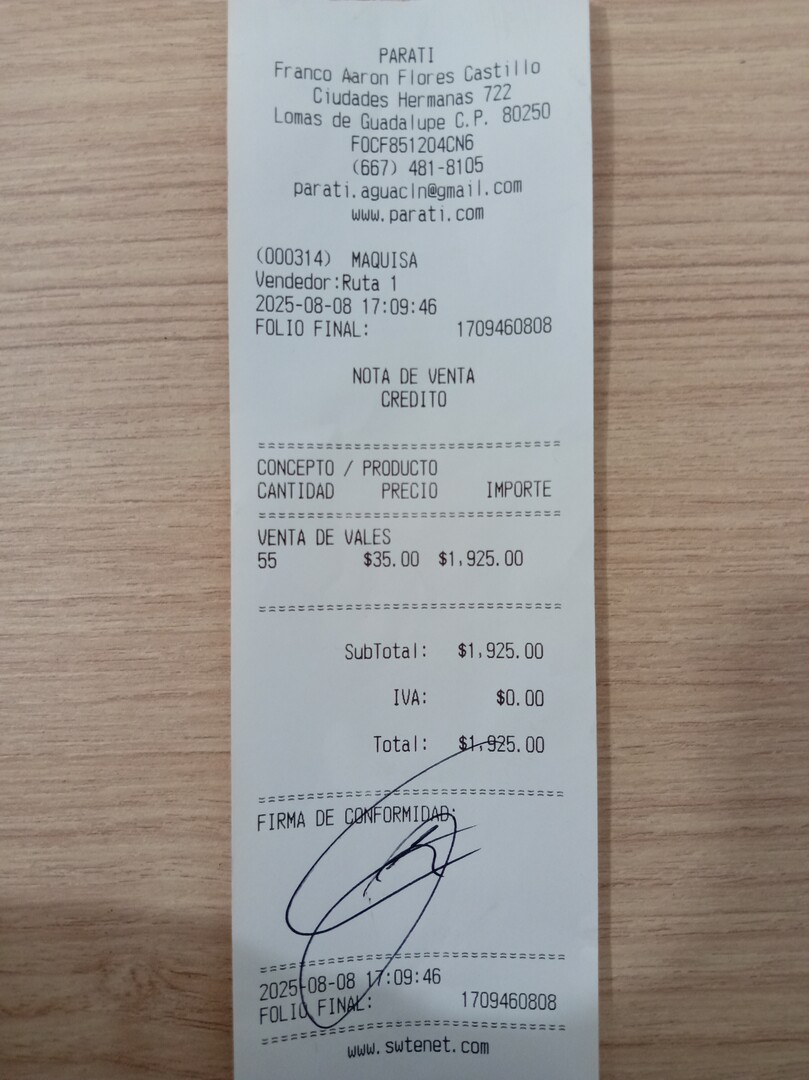 PARATI
Franco Aaron Flores Castillo
Ciudades Hermanas 722
Lomas de Guadalupe C.P. 80250
FOCF851204CN6
(667) 481-8105
parati.aguacln@gmail.com
www.parati.com
(000314) MAQUISA
Vendedor:Ruta 1
2025-08-08 17:09:46
FOLIO FINAL: 1709460808
NOTA DE VENTA
CREDITO
==================================
CONCEPTO / PRODUCTO
CANTIDAD PRECIO IMPORTE
==================================
VENTA DE VALES
55 $35.00 $1,925.00
==================================
SubTotal: $1,925.00
IVA: $0.00
Total: $1,925.00
==================================
FIRMA DE CONFORMIDAD:
==================================
2025-08-08 17:09:46
FOLIO FINAL: 1709460808
==================================
www.swtenet.com